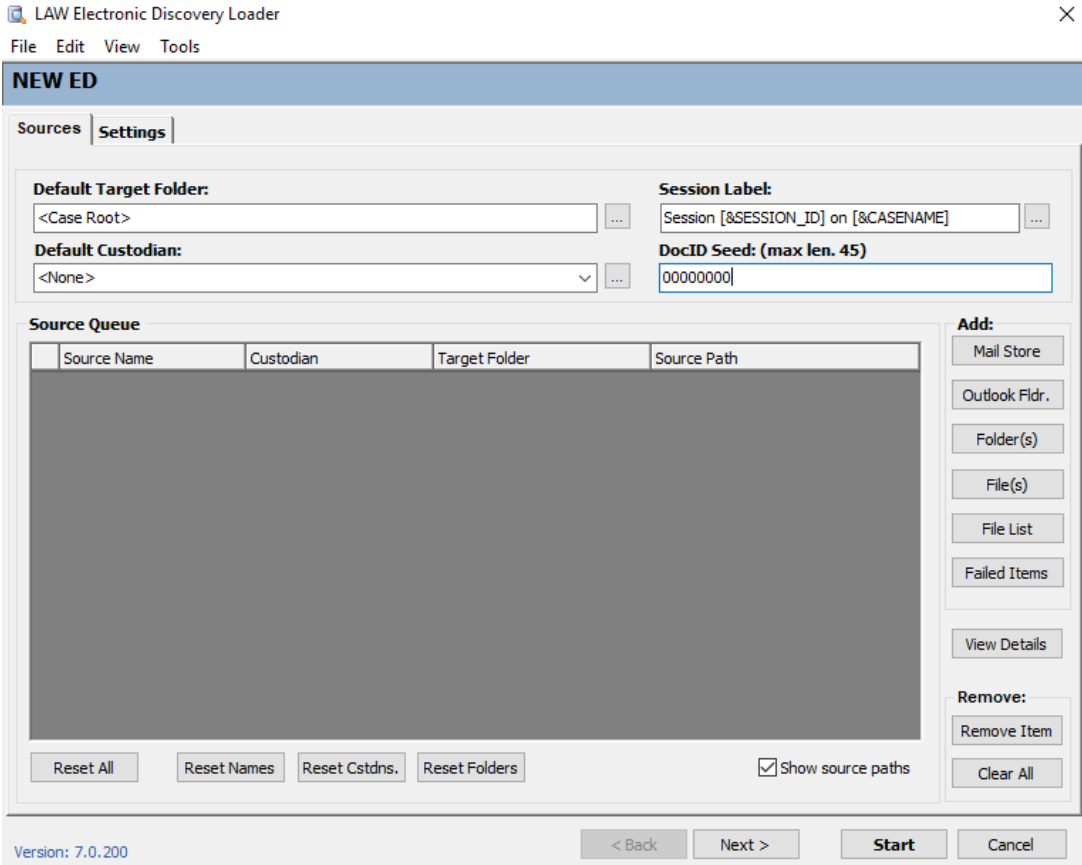 LAW Electronic Discovery Loader
File Edit View Tools
NEW ED
Sources Settings
Default Target Folder: Session Label:
<Case Root> ... Session [&SESSION_ID] on [&CASENAME] ...
Default Custodian: DocID Seed: (max len. 45)
<None> ... 00000000
Source Queue Add:
Source Name Custodian Target Folder Source Path
Mail Store
Outlook Fldr.
Folder(s)
File(s)
File List
Failed Items
View Details
Remove:
Remove Item
Reset All Reset Names Reset Cstdns. Reset Folders Show source paths Clear All
Version: 7.0.200 < Back Next > Start Cancel